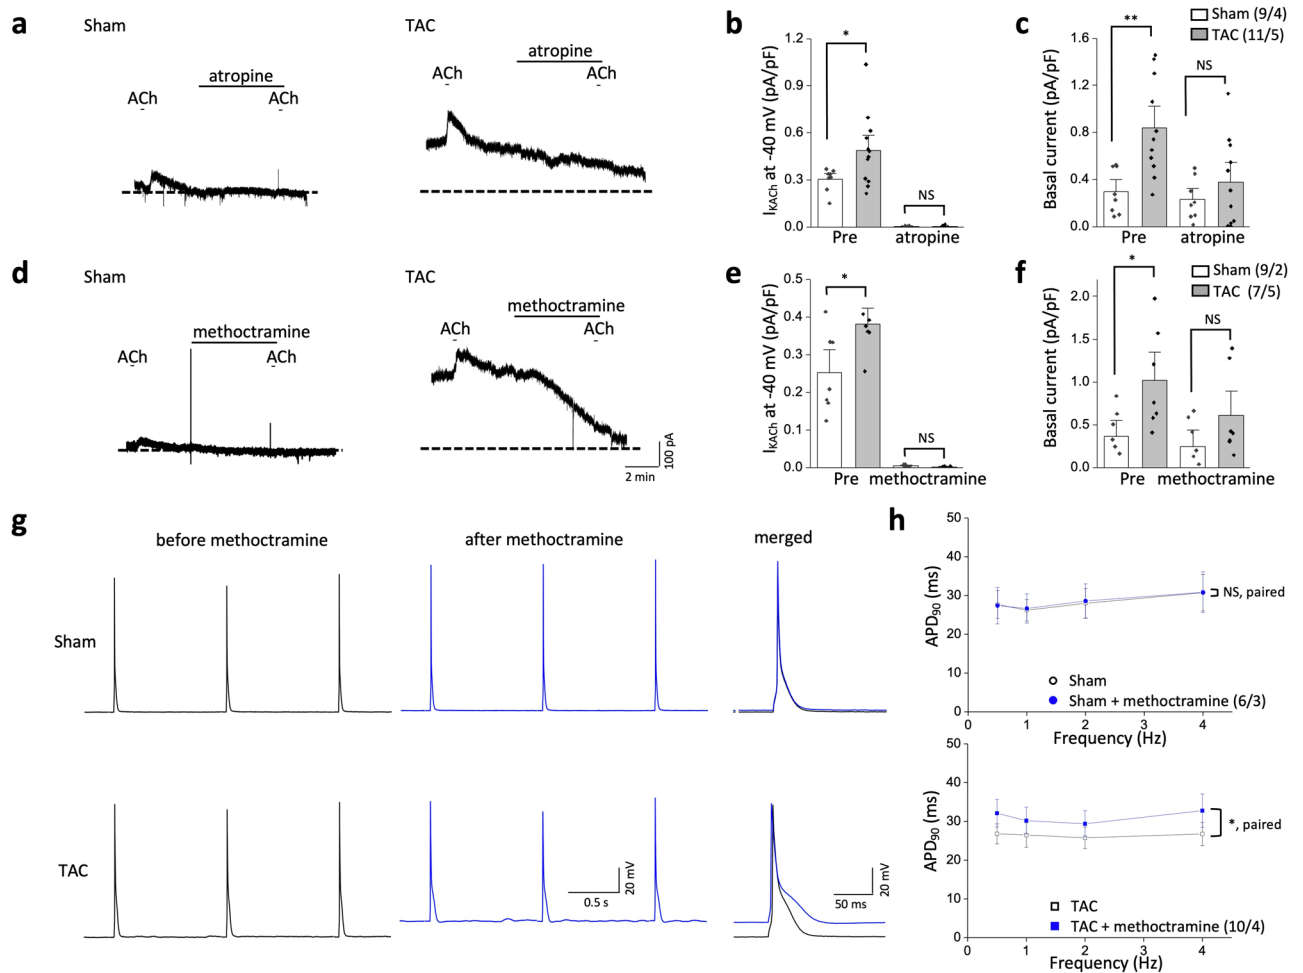 a
Sham
ACh
atropine
ACh
TAC
ACh
atropine
ACh
b
I_KACh at -40 mV (pA/pF)
1.2
0.9
0.6
0.3
0.0
*
NS
Pre
atropine
c
Basal current (pA/pF)
1.6
1.2
0.8
0.4
0.0
**
NS
Sham (9/4)
TAC (11/5)
Pre
atropine
d
Sham
ACh
methoctramine
ACh
TAC
ACh
methoctramine
ACh
100 pA
2 min
e
I_KACh at -40 mV (pA/pF)
0.5
0.4
0.3
0.2
0.1
0.0
*
NS
Pre
methoctramine
f
Basal current (pA/pF)
2.0
1.5
1.0
0.5
0.0
*
NS
Sham (9/2)
TAC (7/5)
Pre
methoctramine
g
before methoctramine
after methoctramine
merged
Sham
TAC
20 mV
0.5 s
20 mV
50 ms
h
APD90 (ms)
50
40
30
20
10
0
NS, paired
Sham
Sham + methoctramine (6/3)
0
1
2
3
4
Frequency (Hz)
APD90 (ms)
50
40
30
20
10
0
*, paired
TAC
TAC + methoctramine (10/4)
0
1
2
3
4
Frequency (Hz)